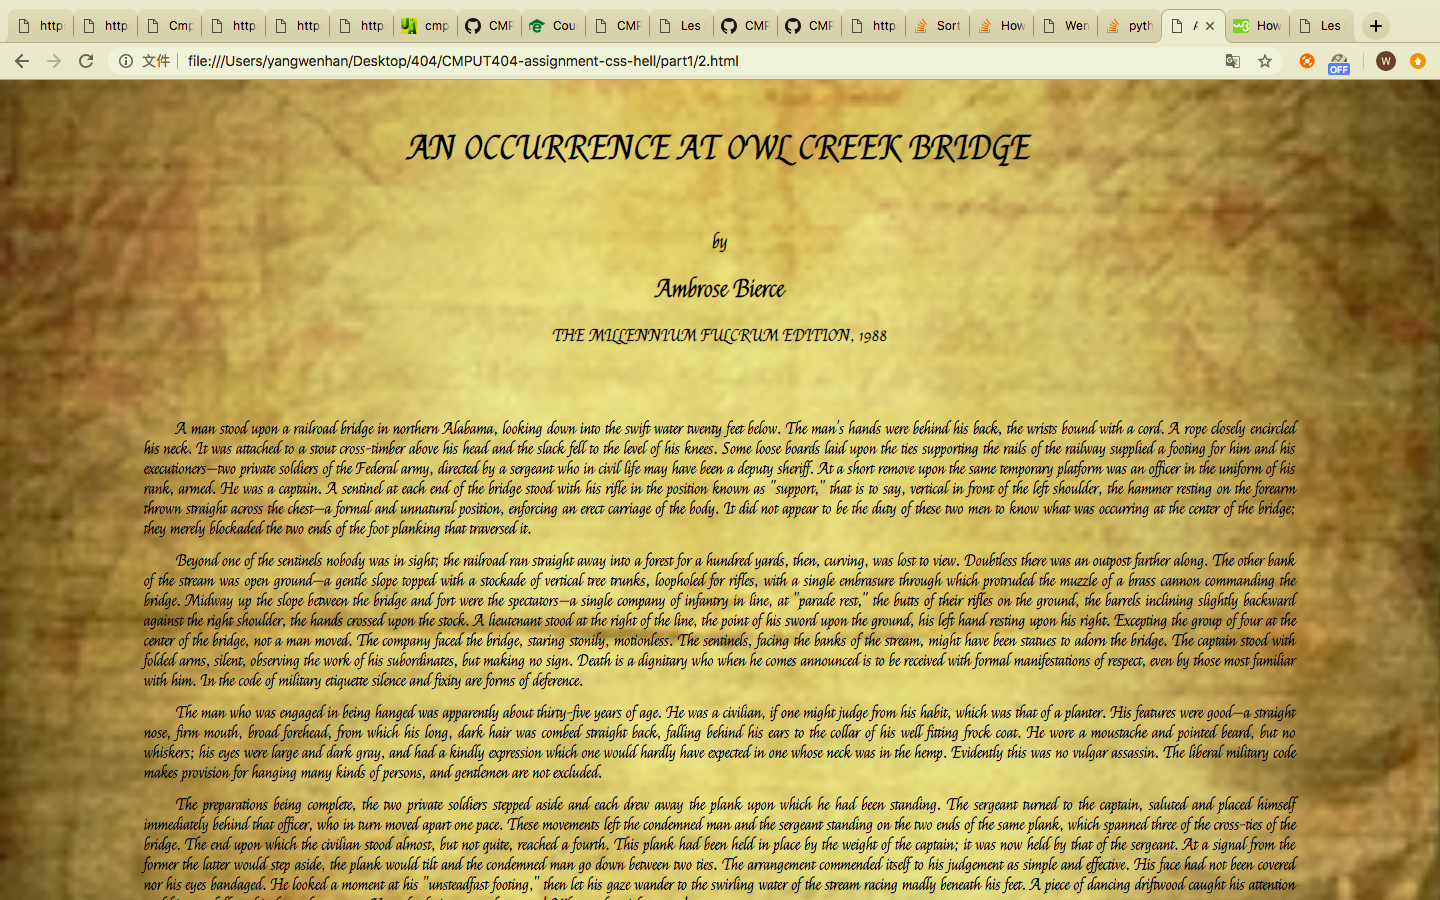 http http Cmp http http http cmp CMP Cou CMP Les CMP CMP http Sort How Wen pyth A How Les
文件 file:///Users/yangwenhan/Desktop/404/CMPUT404-assignment-css-hell/part1/2.html OFF W
AN OCCURRENCE AT OWL CREEK BRIDGE
by
Ambrose Bierce
THE MILLENNIUM FULCRUM EDITION, 1988
A man stood upon a railroad bridge in northern Alabama, looking down into the swift water twenty feet below. The man's hands were behind his back, the wrists bound with a cord. A rope closely encircled
his neck. It was attached to a stout cross-timber above his head and the slack fell to the level of his knees. Some loose boards laid upon the ties supporting the rails of the railway supplied a footing for him and his
executioners—two private soldiers of the Federal army, directed by a sergeant who in civil life may have been a deputy sheriff. At a short remove upon the same temporary platform was an officer in the uniform of his
rank, armed. He was a captain. A sentinel at each end of the bridge stood with his rifle in the position known as "support," that is to say, vertical in front of the left shoulder, the hammer resting on the forearm
thrown straight across the chest—a formal and unnatural position, enforcing an erect carriage of the body. It did not appear to be the duty of these two men to know what was occurring at the center of the bridge;
they merely blockaded the two ends of the foot planking that traversed it.
Beyond one of the sentinels nobody was in sight; the railroad ran straight away into a forest for a hundred yards, then, curving, was lost to view. Doubtless there was an outpost farther along. The other bank
of the stream was open ground—a gentle slope topped with a stockade of vertical tree trunks, loopholed for rifles, with a single embrasure through which protruded the muzzle of a brass cannon commanding the
bridge. Midway up the slope between the bridge and fort were the spectators—a single company of infantry in line, at "parade rest," the butts of their rifles on the ground, the barrels inclining slightly backward
against the right shoulder, the hands crossed upon the stock. A lieutenant stood at the right of the line, the point of his sword upon the ground, his left hand resting upon his right. Excepting the group of four at the
center of the bridge, not a man moved. The company faced the bridge, staring stonily, motionless. The sentinels, facing the banks of the stream, might have been statues to adorn the bridge. The captain stood with
folded arms, silent, observing the work of his subordinates, but making no sign. Death is a dignitary who when he comes announced is to be received with formal manifestations of respect, even by those most familiar
with him. In the code of military etiquette silence and fixity are forms of deference.
The man who was engaged in being hanged was apparently about thirty-five years of age. He was a civilian, if one might judge from his habit, which was that of a planter. His features were good—a straight
nose, firm mouth, broad forehead, from which his long, dark hair was combed straight back, falling behind his ears to the collar of his well fitting frock coat. He wore a moustache and pointed beard, but no
whiskers; his eyes were large and dark gray, and had a kindly expression which one would hardly have expected in one whose neck was in the hemp. Evidently this was no vulgar assassin. The liberal military code
makes provision for hanging many kinds of persons, and gentlemen are not excluded.
The preparations being complete, the two private soldiers stepped aside and each drew away the plank upon which he had been standing. The sergeant turned to the captain, saluted and placed himself
immediately behind that officer, who in turn moved apart one pace. These movements left the condemned man and the sergeant standing on the two ends of the same plank, which spanned three of the cross-ties of the
bridge. The end upon which the civilian stood almost, but not quite, reached a fourth. This plank had been held in place by the weight of the captain; it was now held by that of the sergeant. At a signal from the
former the latter would step aside, the plank would tilt and the condemned man go down between two ties. The arrangement commended itself to his judgement as simple and effective. His face had not been covered
nor his eyes bandaged. He looked a moment at his "unsteadfast footing," then let his gaze wander to the swirling water of the stream racing madly beneath his feet. A piece of dancing driftwood caught his attention